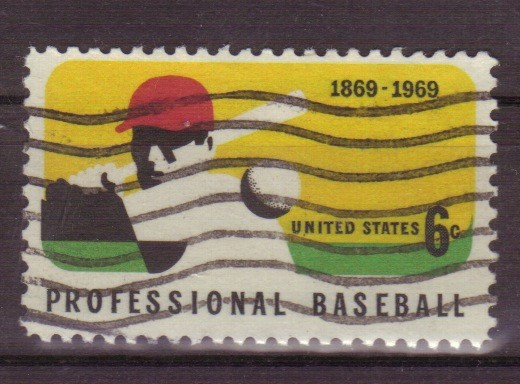 1869-1969
UNITED STATES 6c
PROFESSIONAL BASEBALL